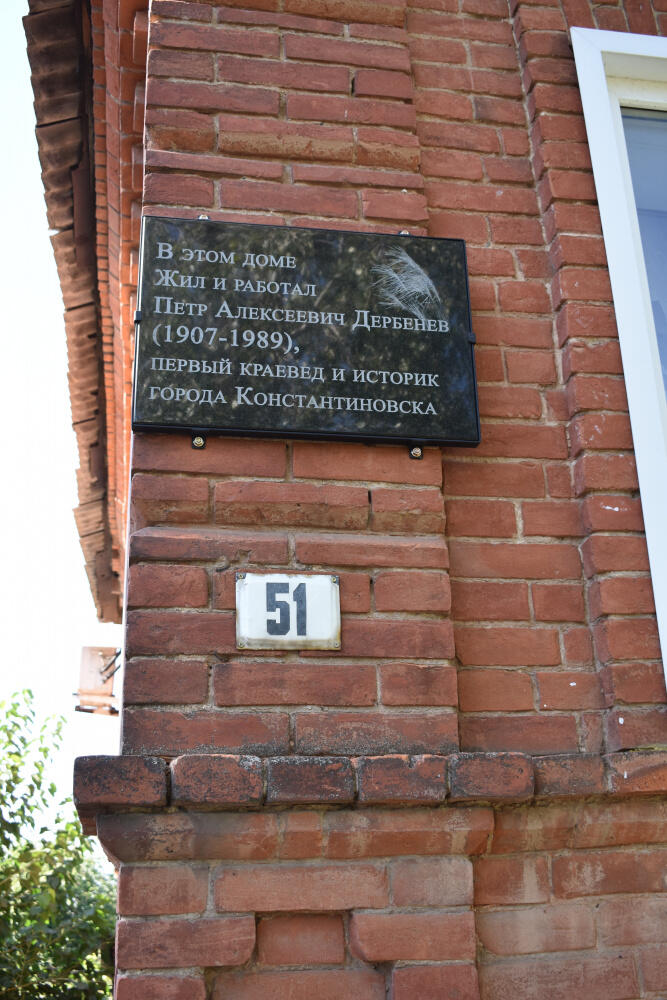 В этом доме
Жил и работал
Петр Алексеевич Дербенев
(1907-1989),
первый краевед и историк
города Константиновска
51